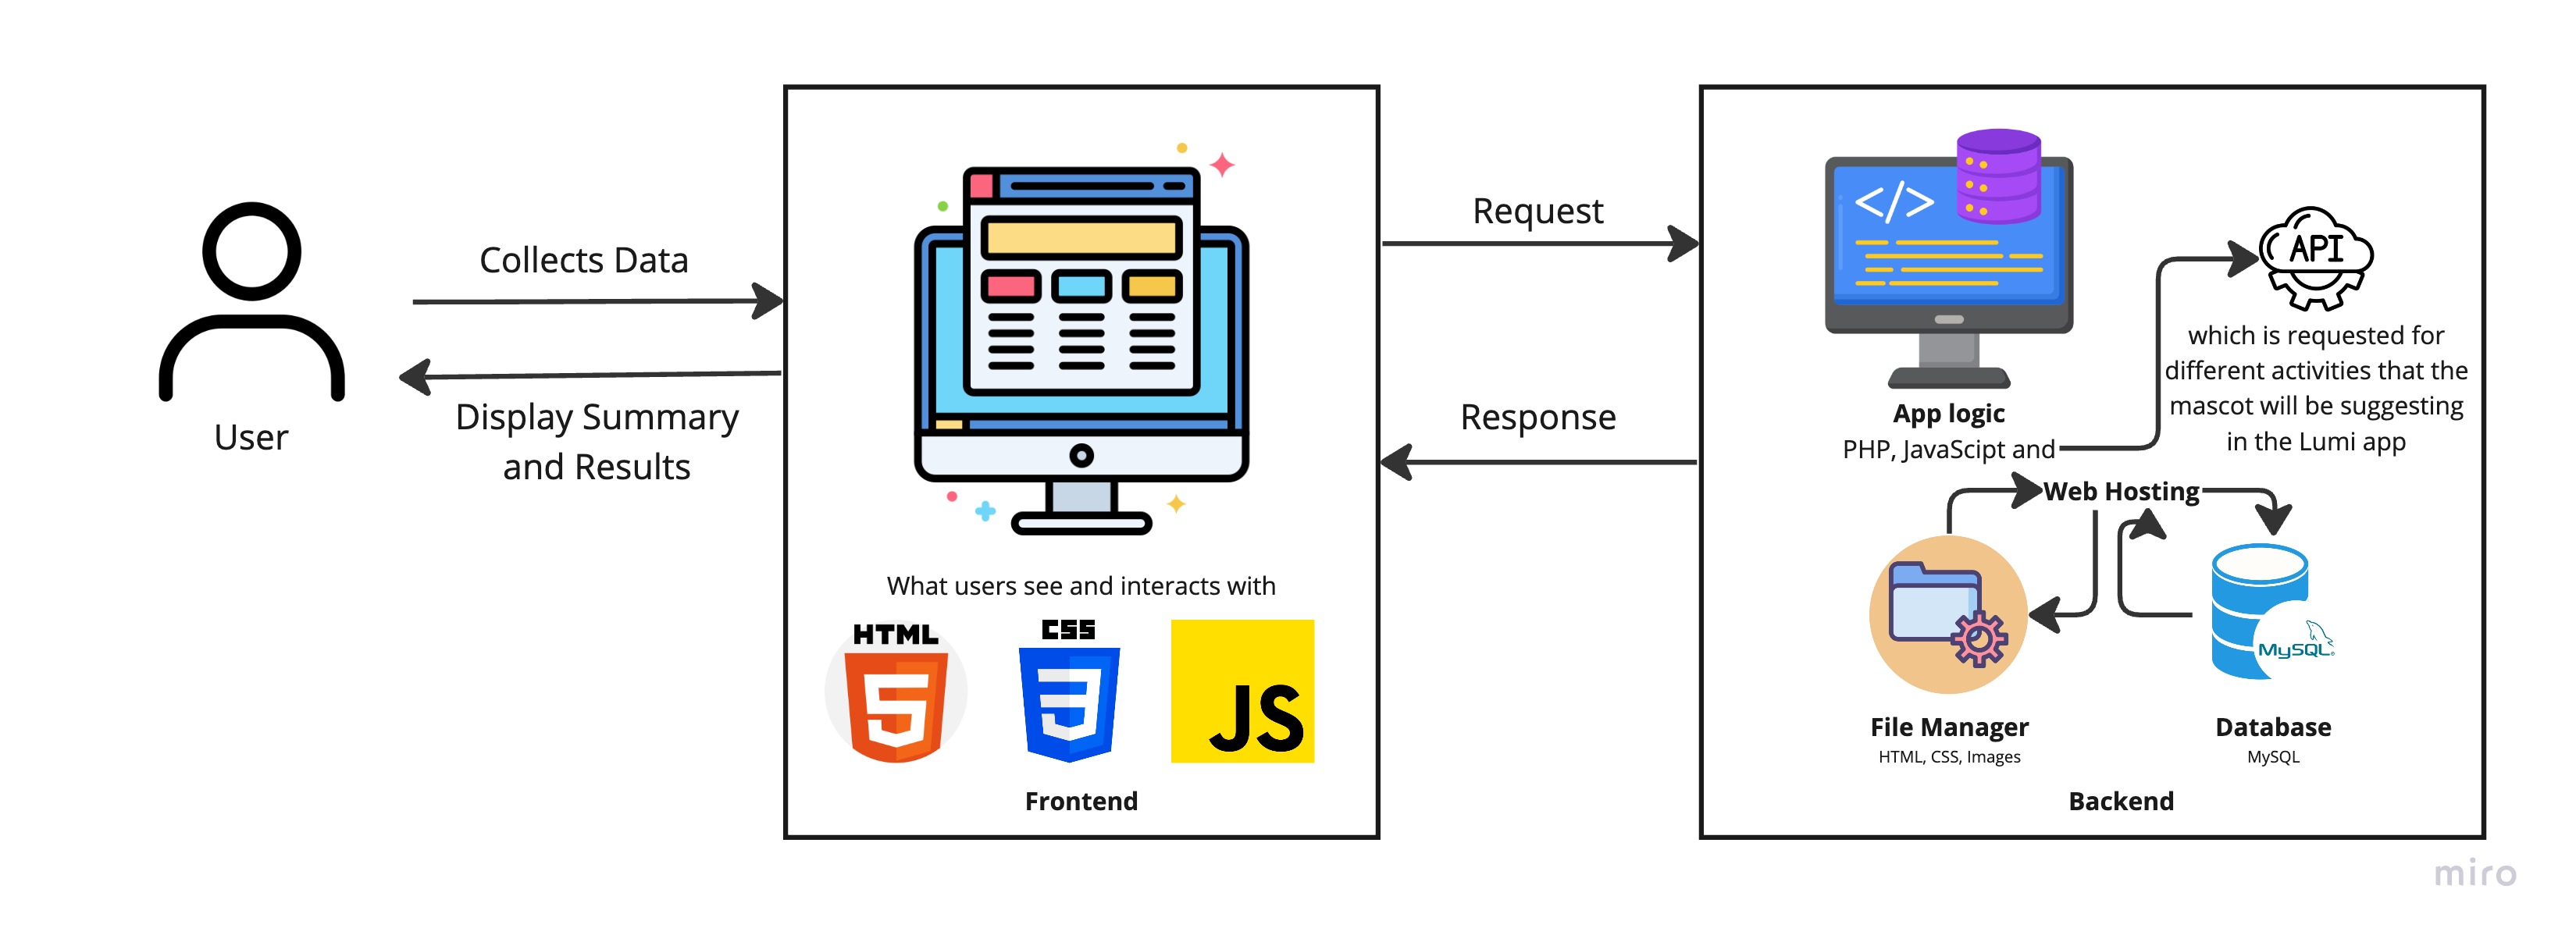 User
Collects Data
Display Summary
and Results
What users see and interacts with
HTML
5
CSS
3
JS
Frontend
Request
Response
</>
App logic
PHP, JavaScipt and
API
which is requested for
different activities that the
mascot will be suggesting
in the Lumi app
Web Hosting
File Manager
HTML, CSS, Images
MySQL®
Database
MySQL
Backend
miro